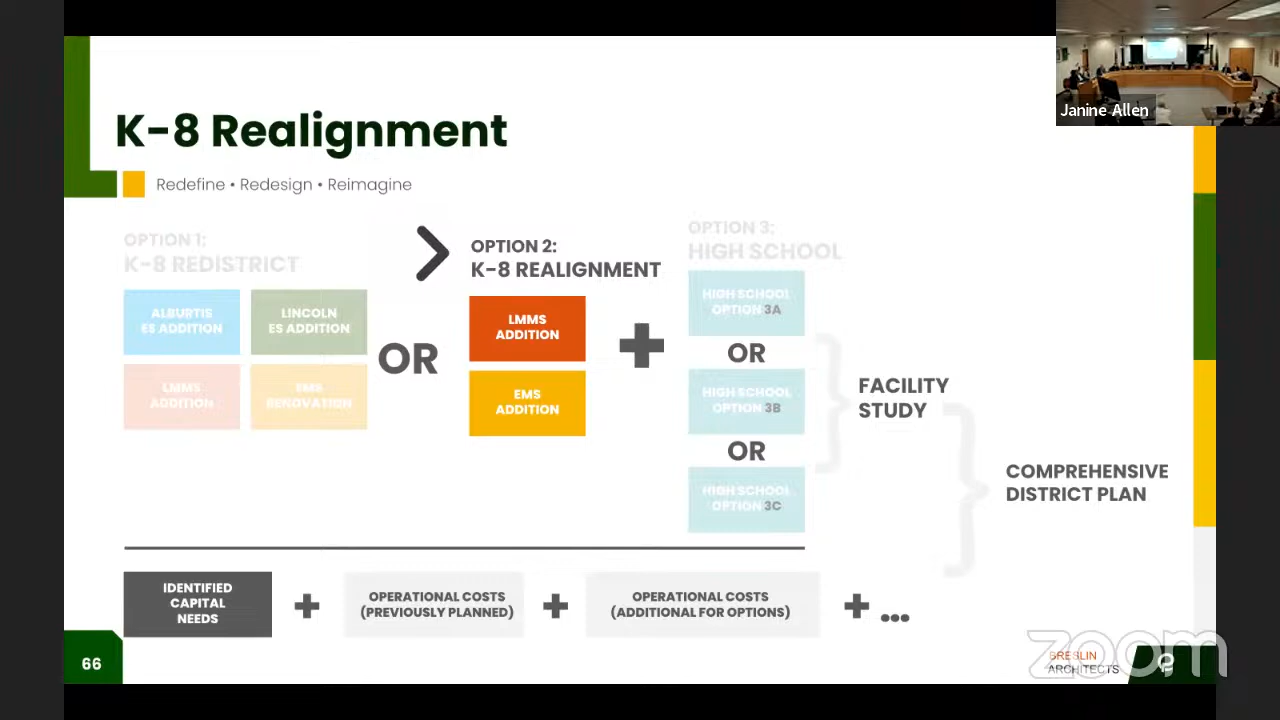 Janine Allen
K-8 Realignment
Redefine • Redesign • Reimagine
OPTION 1:
K-8 REDISTRICT
ALBURTIS
ES ADDITION
LINCOLN
ES ADDITION
LMMS
ADDITION
EMS
RENOVATION
OR
OPTION 2:
K-8 REALIGNMENT
LMMS
ADDITION
EMS
ADDITION
OPTION 3:
HIGH SCHOOL
HIGH SCHOOL
OPTION 3A
OR
HIGH SCHOOL
OPTION 3B
OR
HIGH SCHOOL
OPTION 3C
FACILITY
STUDY
COMPREHENSIVE
DISTRICT PLAN
IDENTIFIED
CAPITAL
NEEDS
+
OPERATIONAL COSTS
(PREVIOUSLY PLANNED)
+
OPERATIONAL COSTS
(ADDITIONAL FOR OPTIONS)
+ ...
66
BRESLIN
ARCHITECTS
zoom